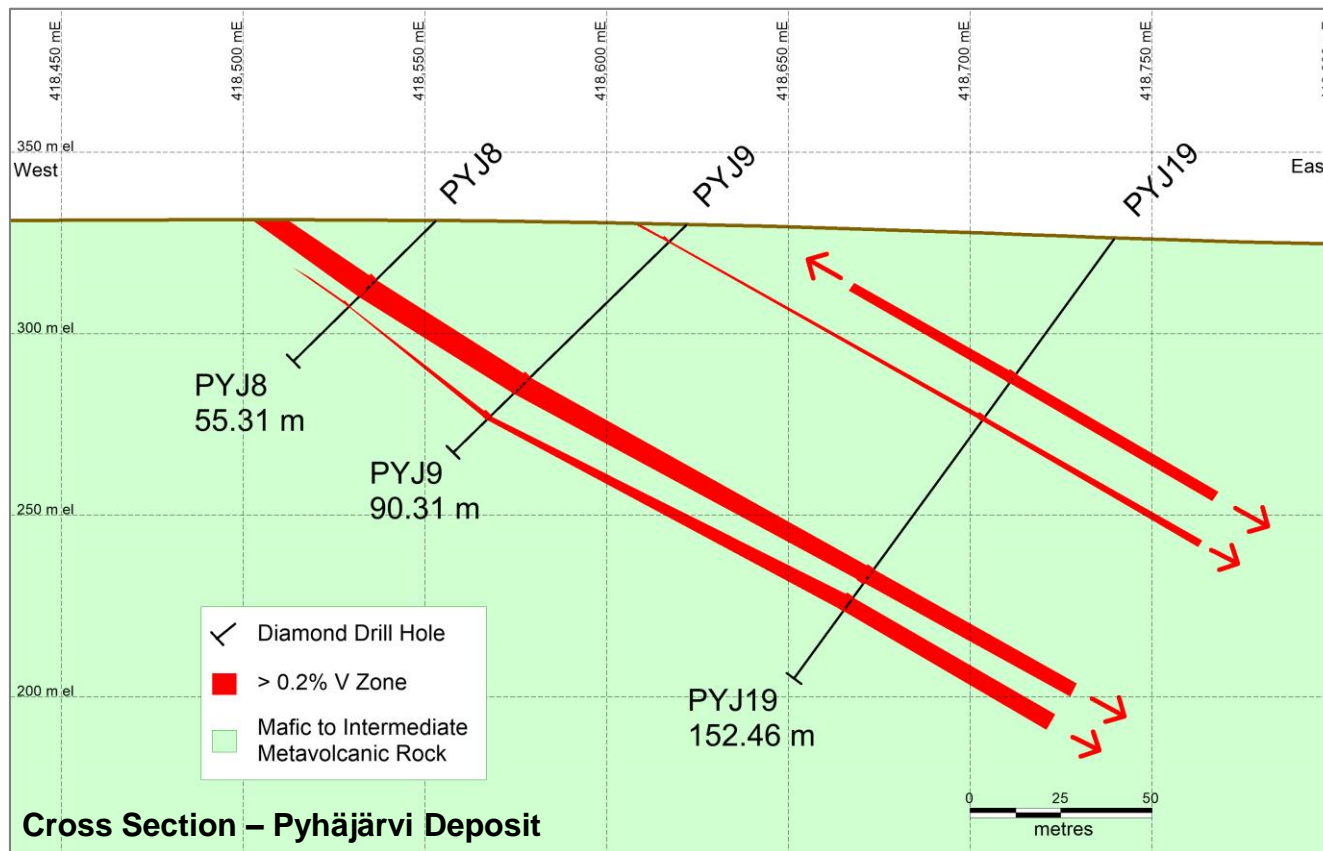 418,450 mE
418,500 mE
418,550 mE
418,600 mE
418,650 mE
418,700 mE
418,750 mE
350 m el
West
Eas
PYJ8
PYJ9
PYJ19
300 m el
PYJ8
55.31 m
PYJ9
90.31 m
250 m el
Diamond Drill Hole
> 0.2% V Zone
Mafic to Intermediate
Metavolcanic Rock
200 m el
PYJ19
152.46 m
0 25 50
metres
Cross Section – Pyhäjärvi Deposit